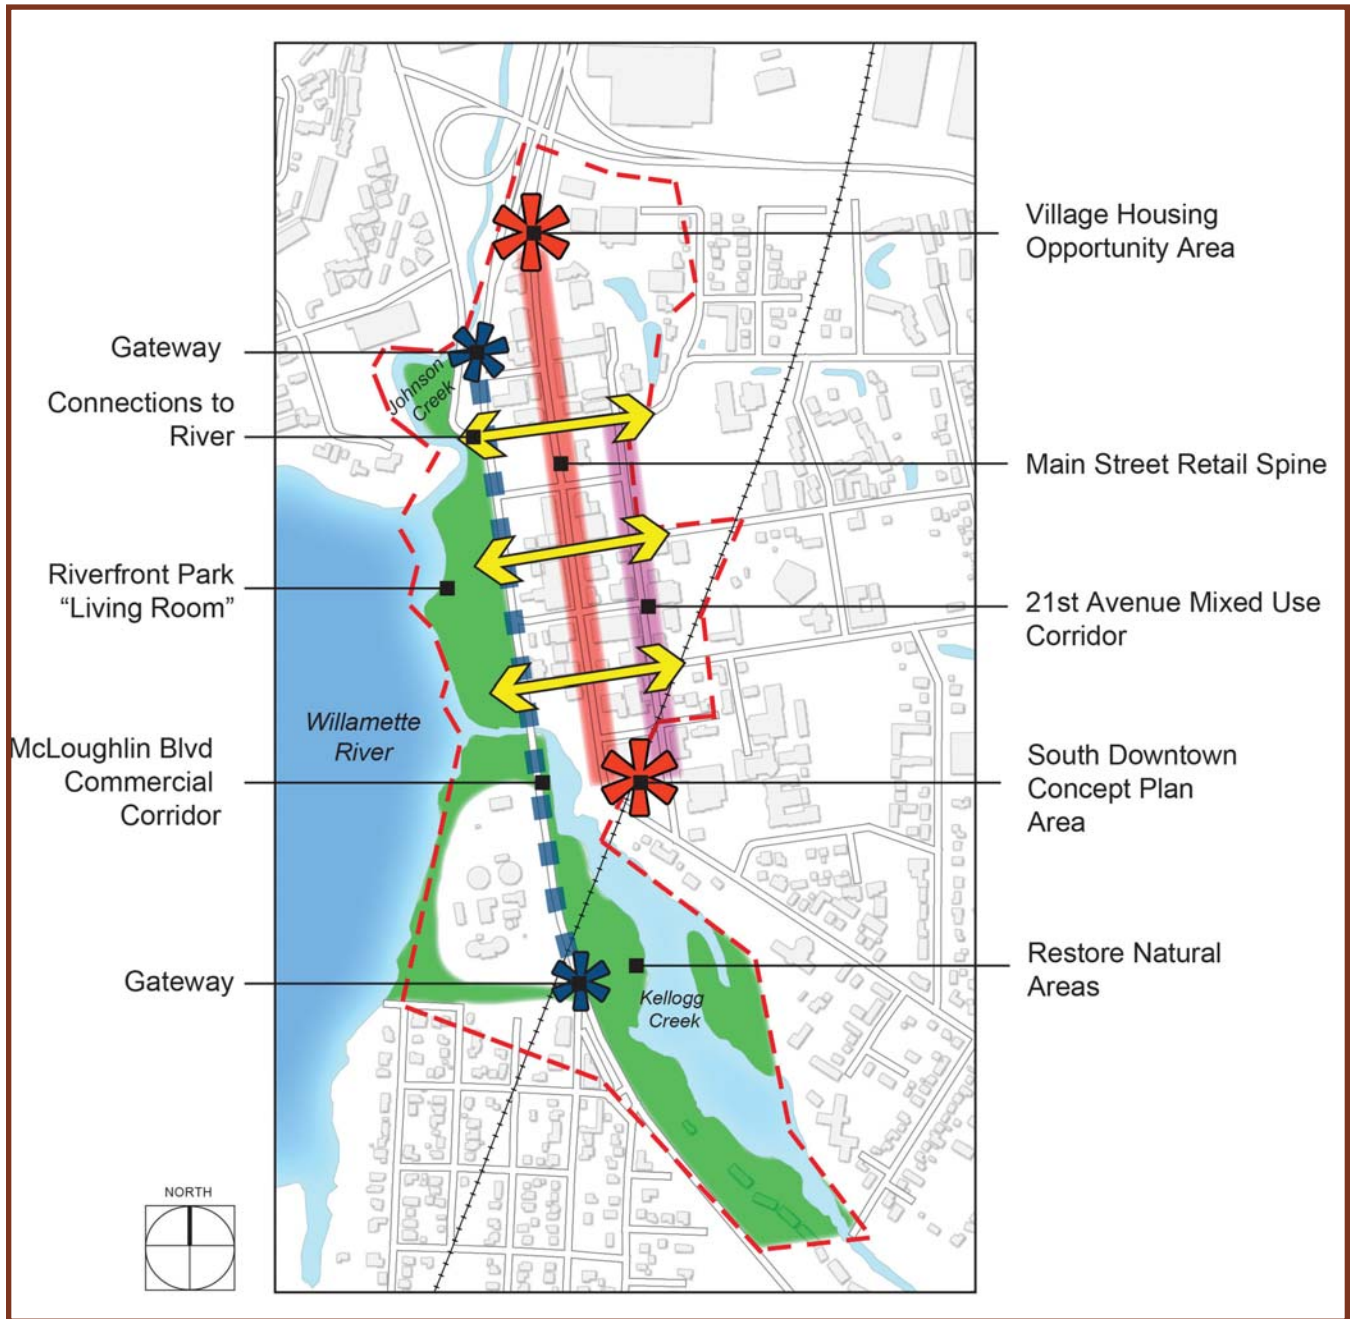 Village Housing
Opportunity Area
Gateway
Connections to
River
Johnson
Creek
Main Street Retail Spine
Riverfront Park
“Living Room”
21st Avenue Mixed Use
Corridor
Willamette
River
McLoughlin Blvd
Commercial
Corridor
South Downtown
Concept Plan
Area
Restore Natural
Areas
Gateway
Kellogg
Creek
NORTH